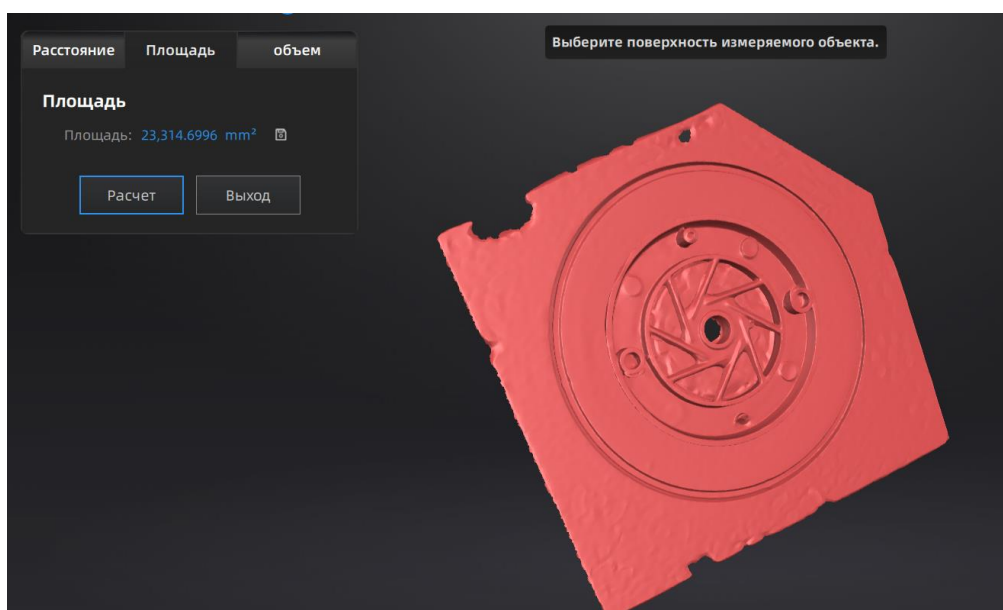 Расстояние Площадь объем
Выберите поверхность измеряемого объекта.
Площадь
Площадь: 23,314.6996 mm²
Расчет Выход